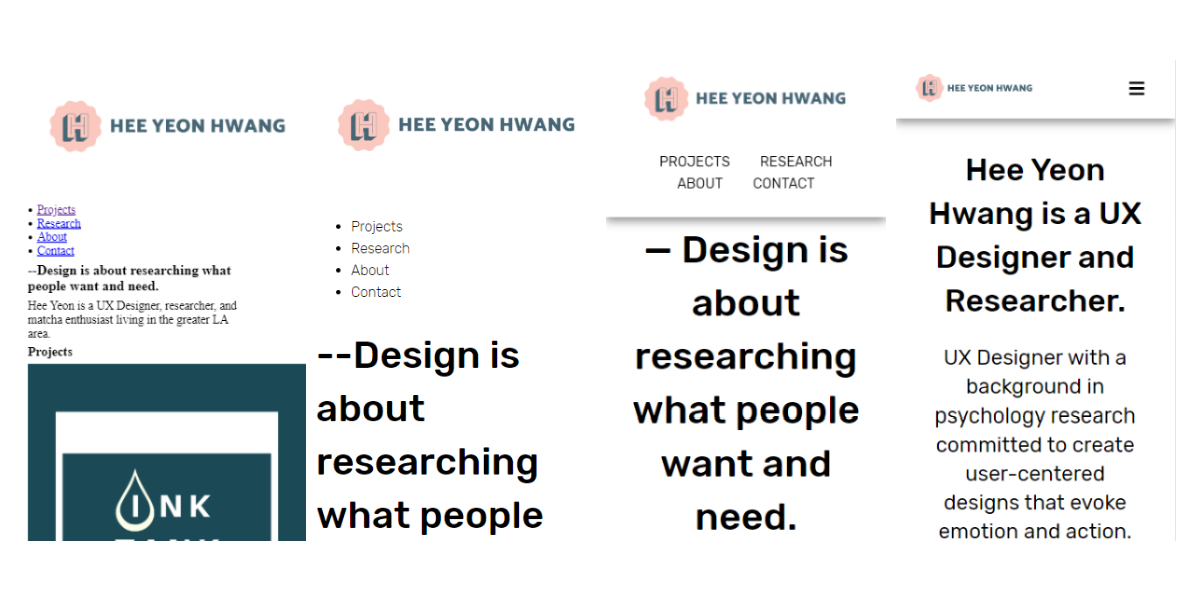 HEE YEON HWANG
• Projects
• Research
• About
• Contact
--Design is about researching what
people want and need.
Hee Yeon is a UX Designer, researcher, and
matcha enthusiast living in the greater LA
area.
Projects
INK
HEE YEON HWANG
• Projects
• Research
• About
• Contact
--Design is
about
researching
what people
HEE YEON HWANG
PROJECTS RESEARCH
ABOUT CONTACT
— Design is
about
researching
what people
want and
need.
HEE YEON HWANG
Hee Yeon
Hwang is a UX
Designer and
Researcher.
UX Designer with a
background in
psychology research
committed to create
user-centered
designs that evoke
emotion and action.